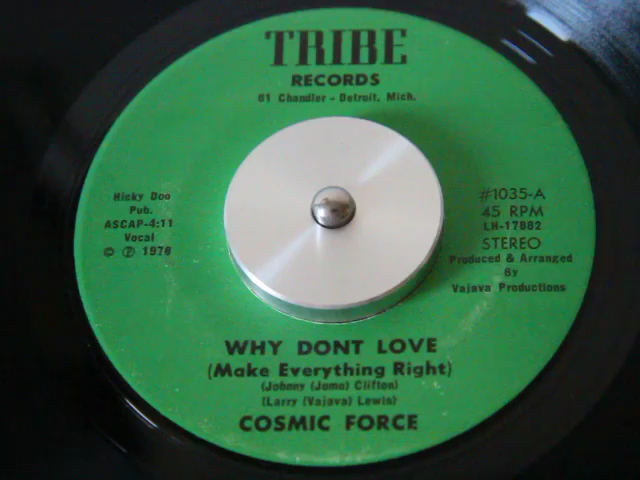 TRIBE
RECORDS
81 Chandler - Detroit, Mich.
Hicky Doo
Pub.
ASCAP-4:11
Vocal
© ℗ 1976
#1035-A
45 RPM
LH-17882
STEREO
Produced & Arranged
By
Vajava Productions
WHY DONT LOVE
(Make Everything Right)
(Johnny (Jomo) Clifton)
(Larry (Vajava) Lewis)
COSMIC FORCE